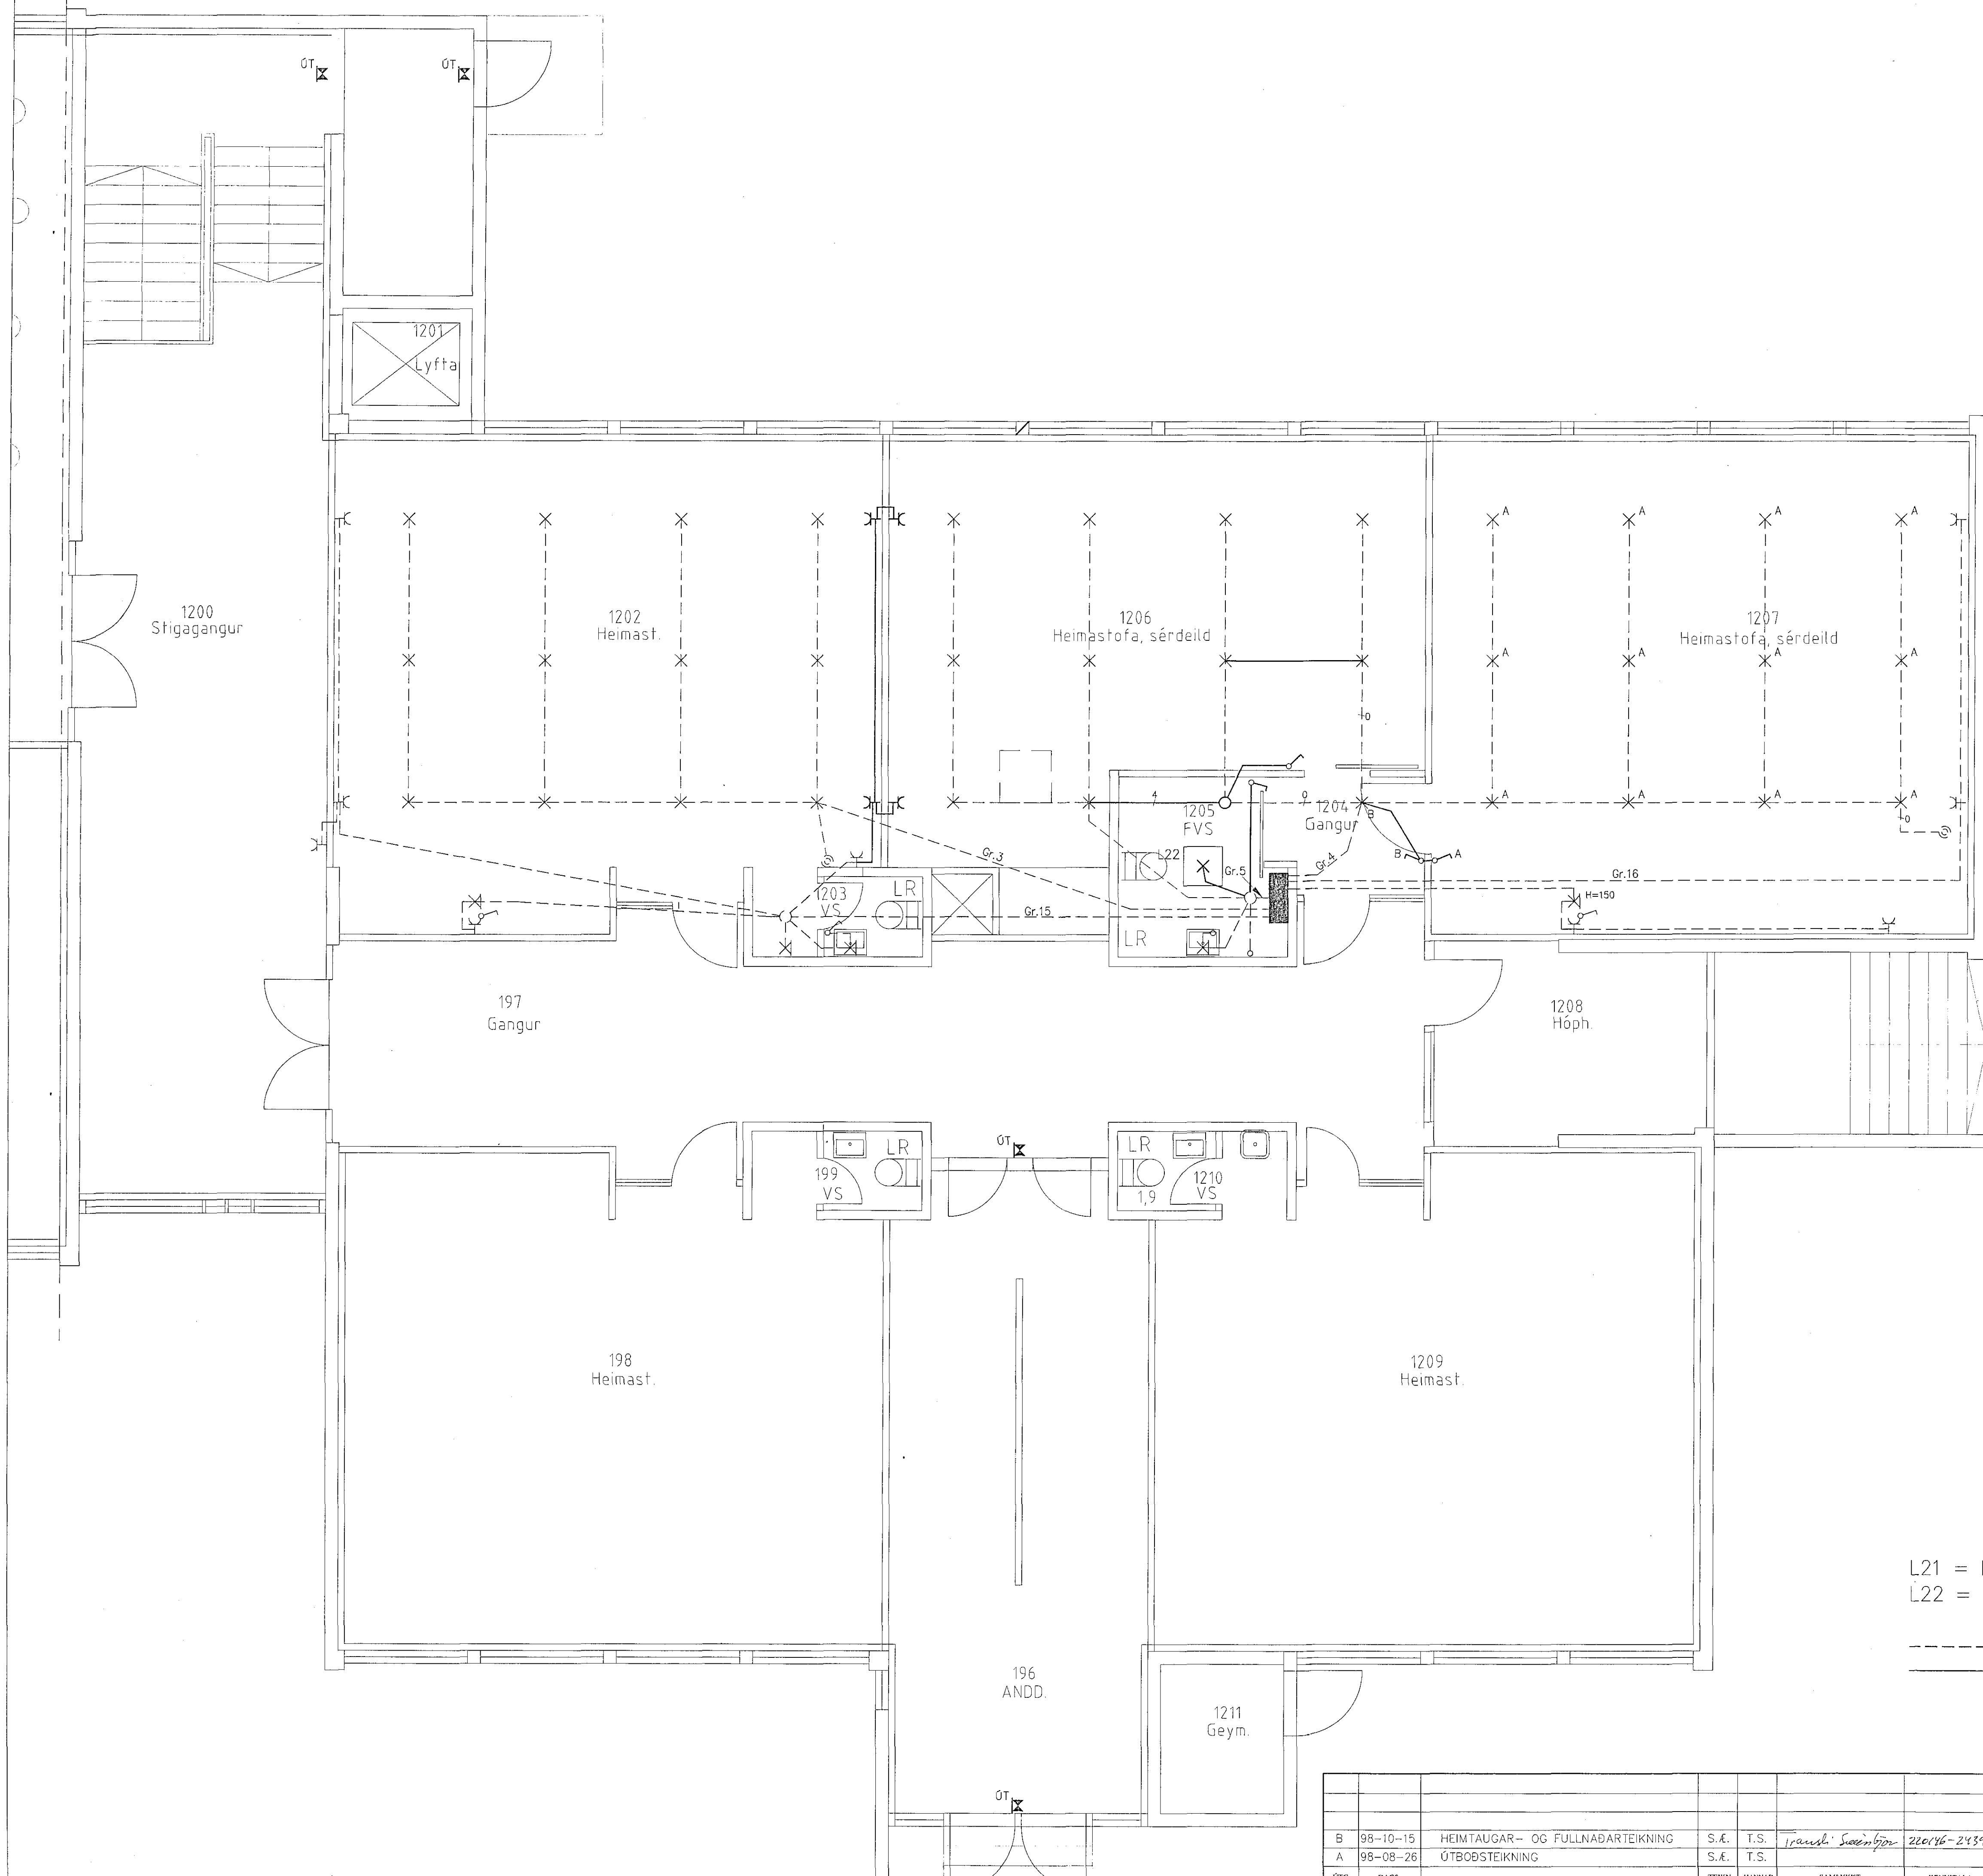 ÚT
ÚT
1201
Lyfta
1200
Stigagangur
1202
Heimast.
1206
Heimastofa, sérdeild
1207
Heimastofa, sérdeild
A
A
A
A
A
A
A
A
A
A
A
A
0
4
0
0
1205
FVS
1204
Gangur
B
B
A
L22
Gr.3
Gr.4
Gr.5
Gr.16
Gr.15
H=150
1203
VS
LR
LR
197
Gangur
1208
Hóph.
ÚT
LR
LR
199
VS
1210
VS
1,9
198
Heimast.
1209
Heimast.
L21 =
L22 =
196
ANDD.
1211
Geym.
ÚT
B 98-10-15 HEIMTAUGAR- OG FULLNAÐARTEIKNING S.Æ. T.S.
A 98-08-26 ÚTBOÐSTEIKNING S.Æ. T.S.